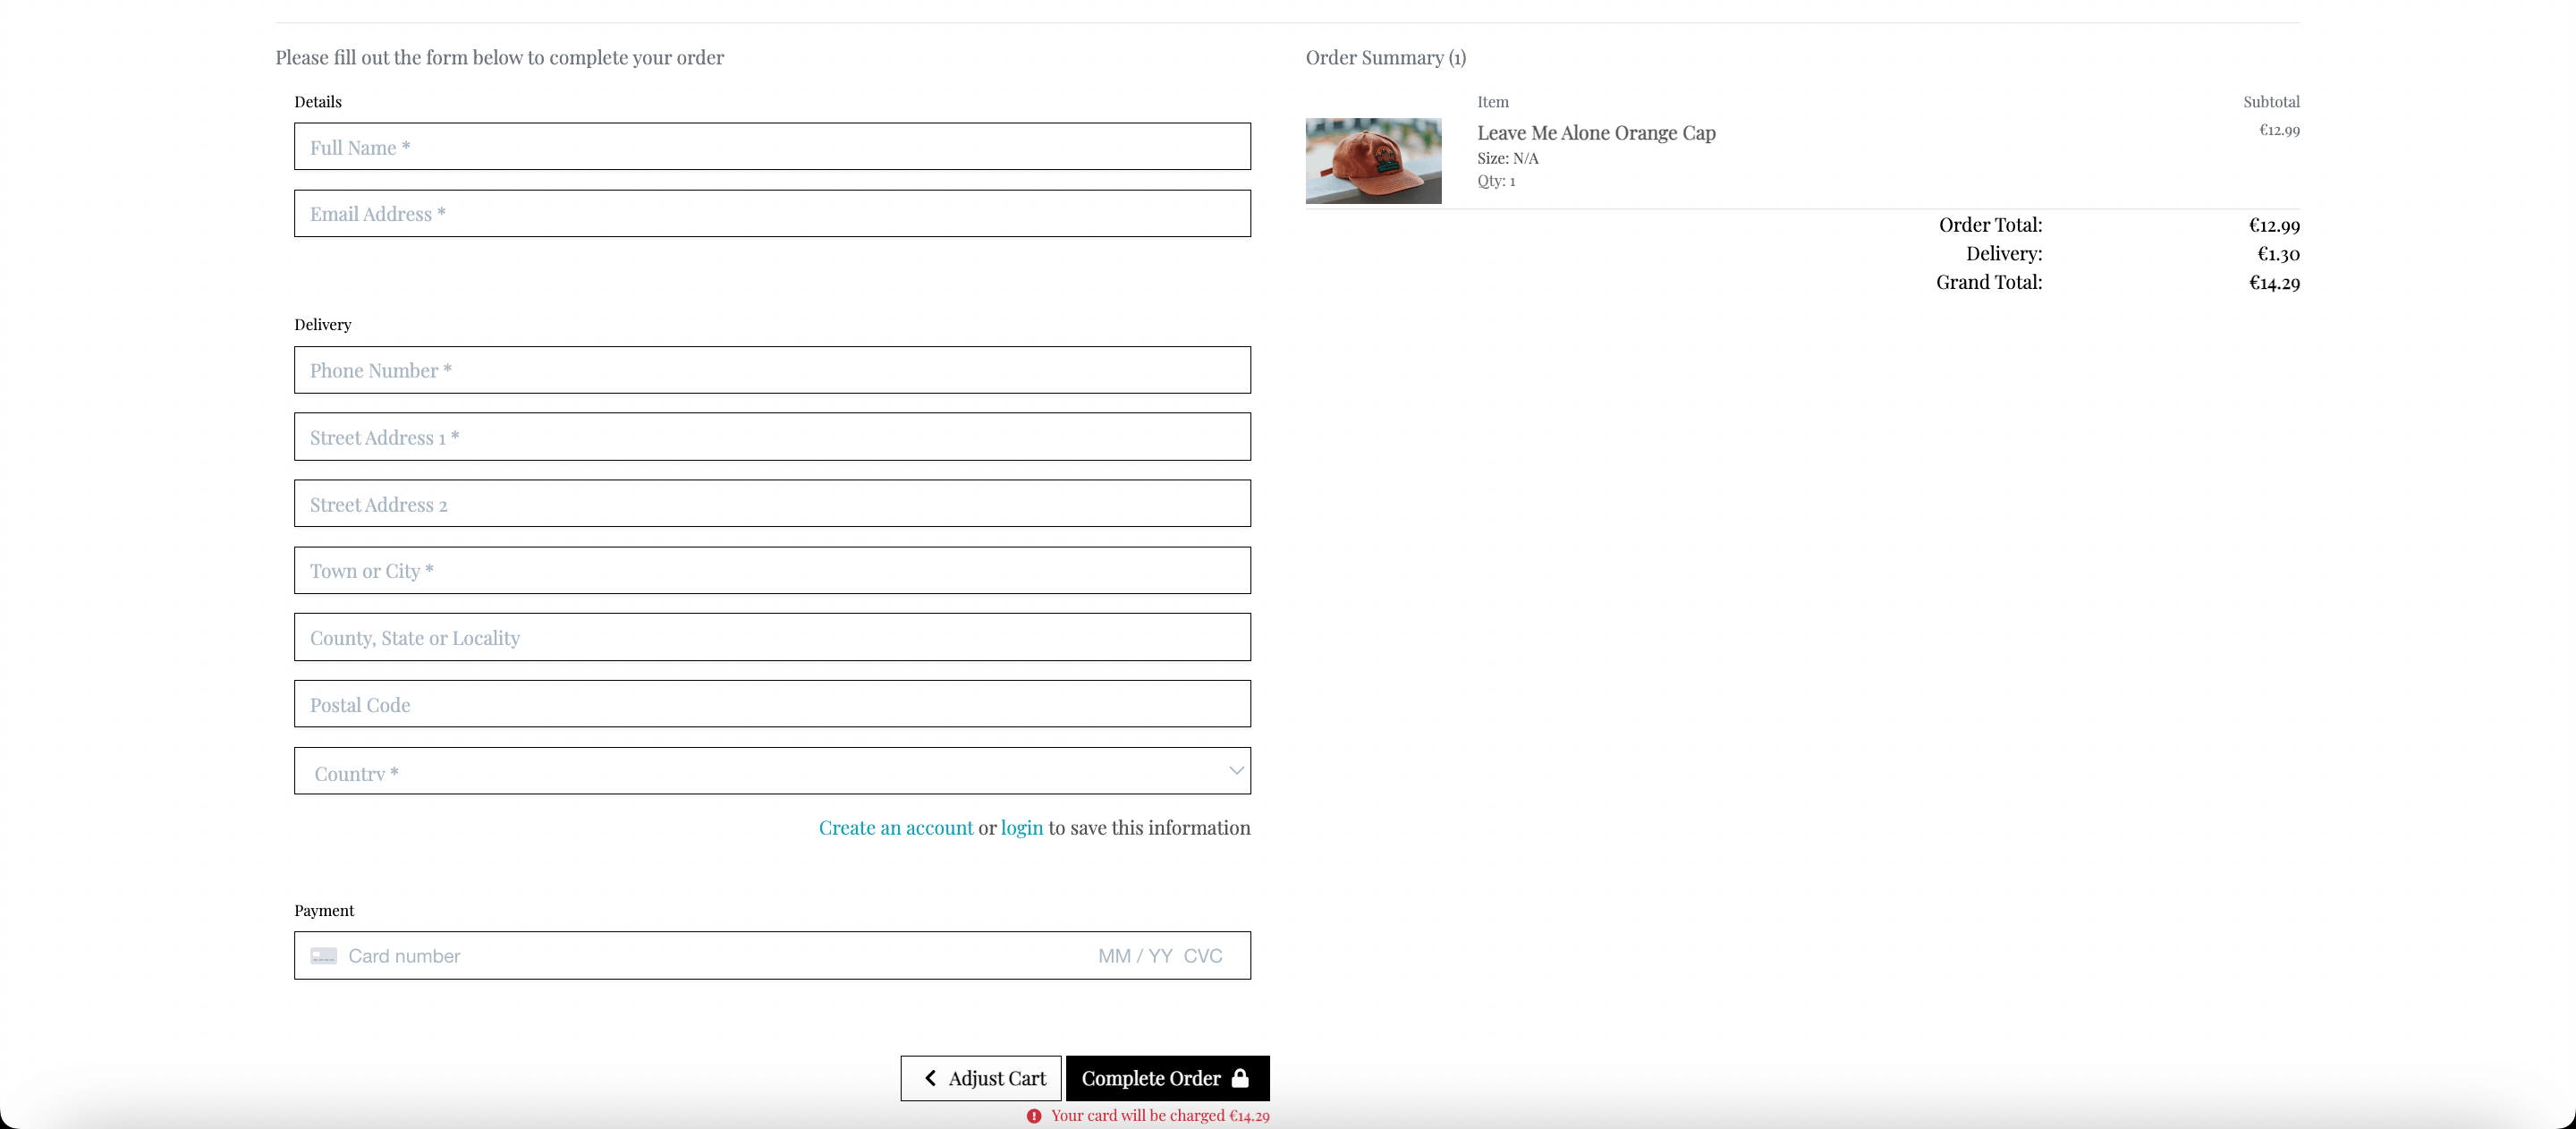 Please fill out the form below to complete your order
Details
Full Name *
Email Address *
Delivery
Phone Number *
Street Address 1 *
Street Address 2
Town or City *
County, State or Locality
Postal Code
Country *
Create an account or login to save this information
Payment
Card number MM / YY CVC
Adjust Cart Complete Order
Your card will be charged €14.29
Order Summary (1)
Item Subtotal
Leave Me Alone Orange Cap €12.99
Size: N/A
Qty: 1
Order Total: €12.99
Delivery: €1.30
Grand Total: €14.29